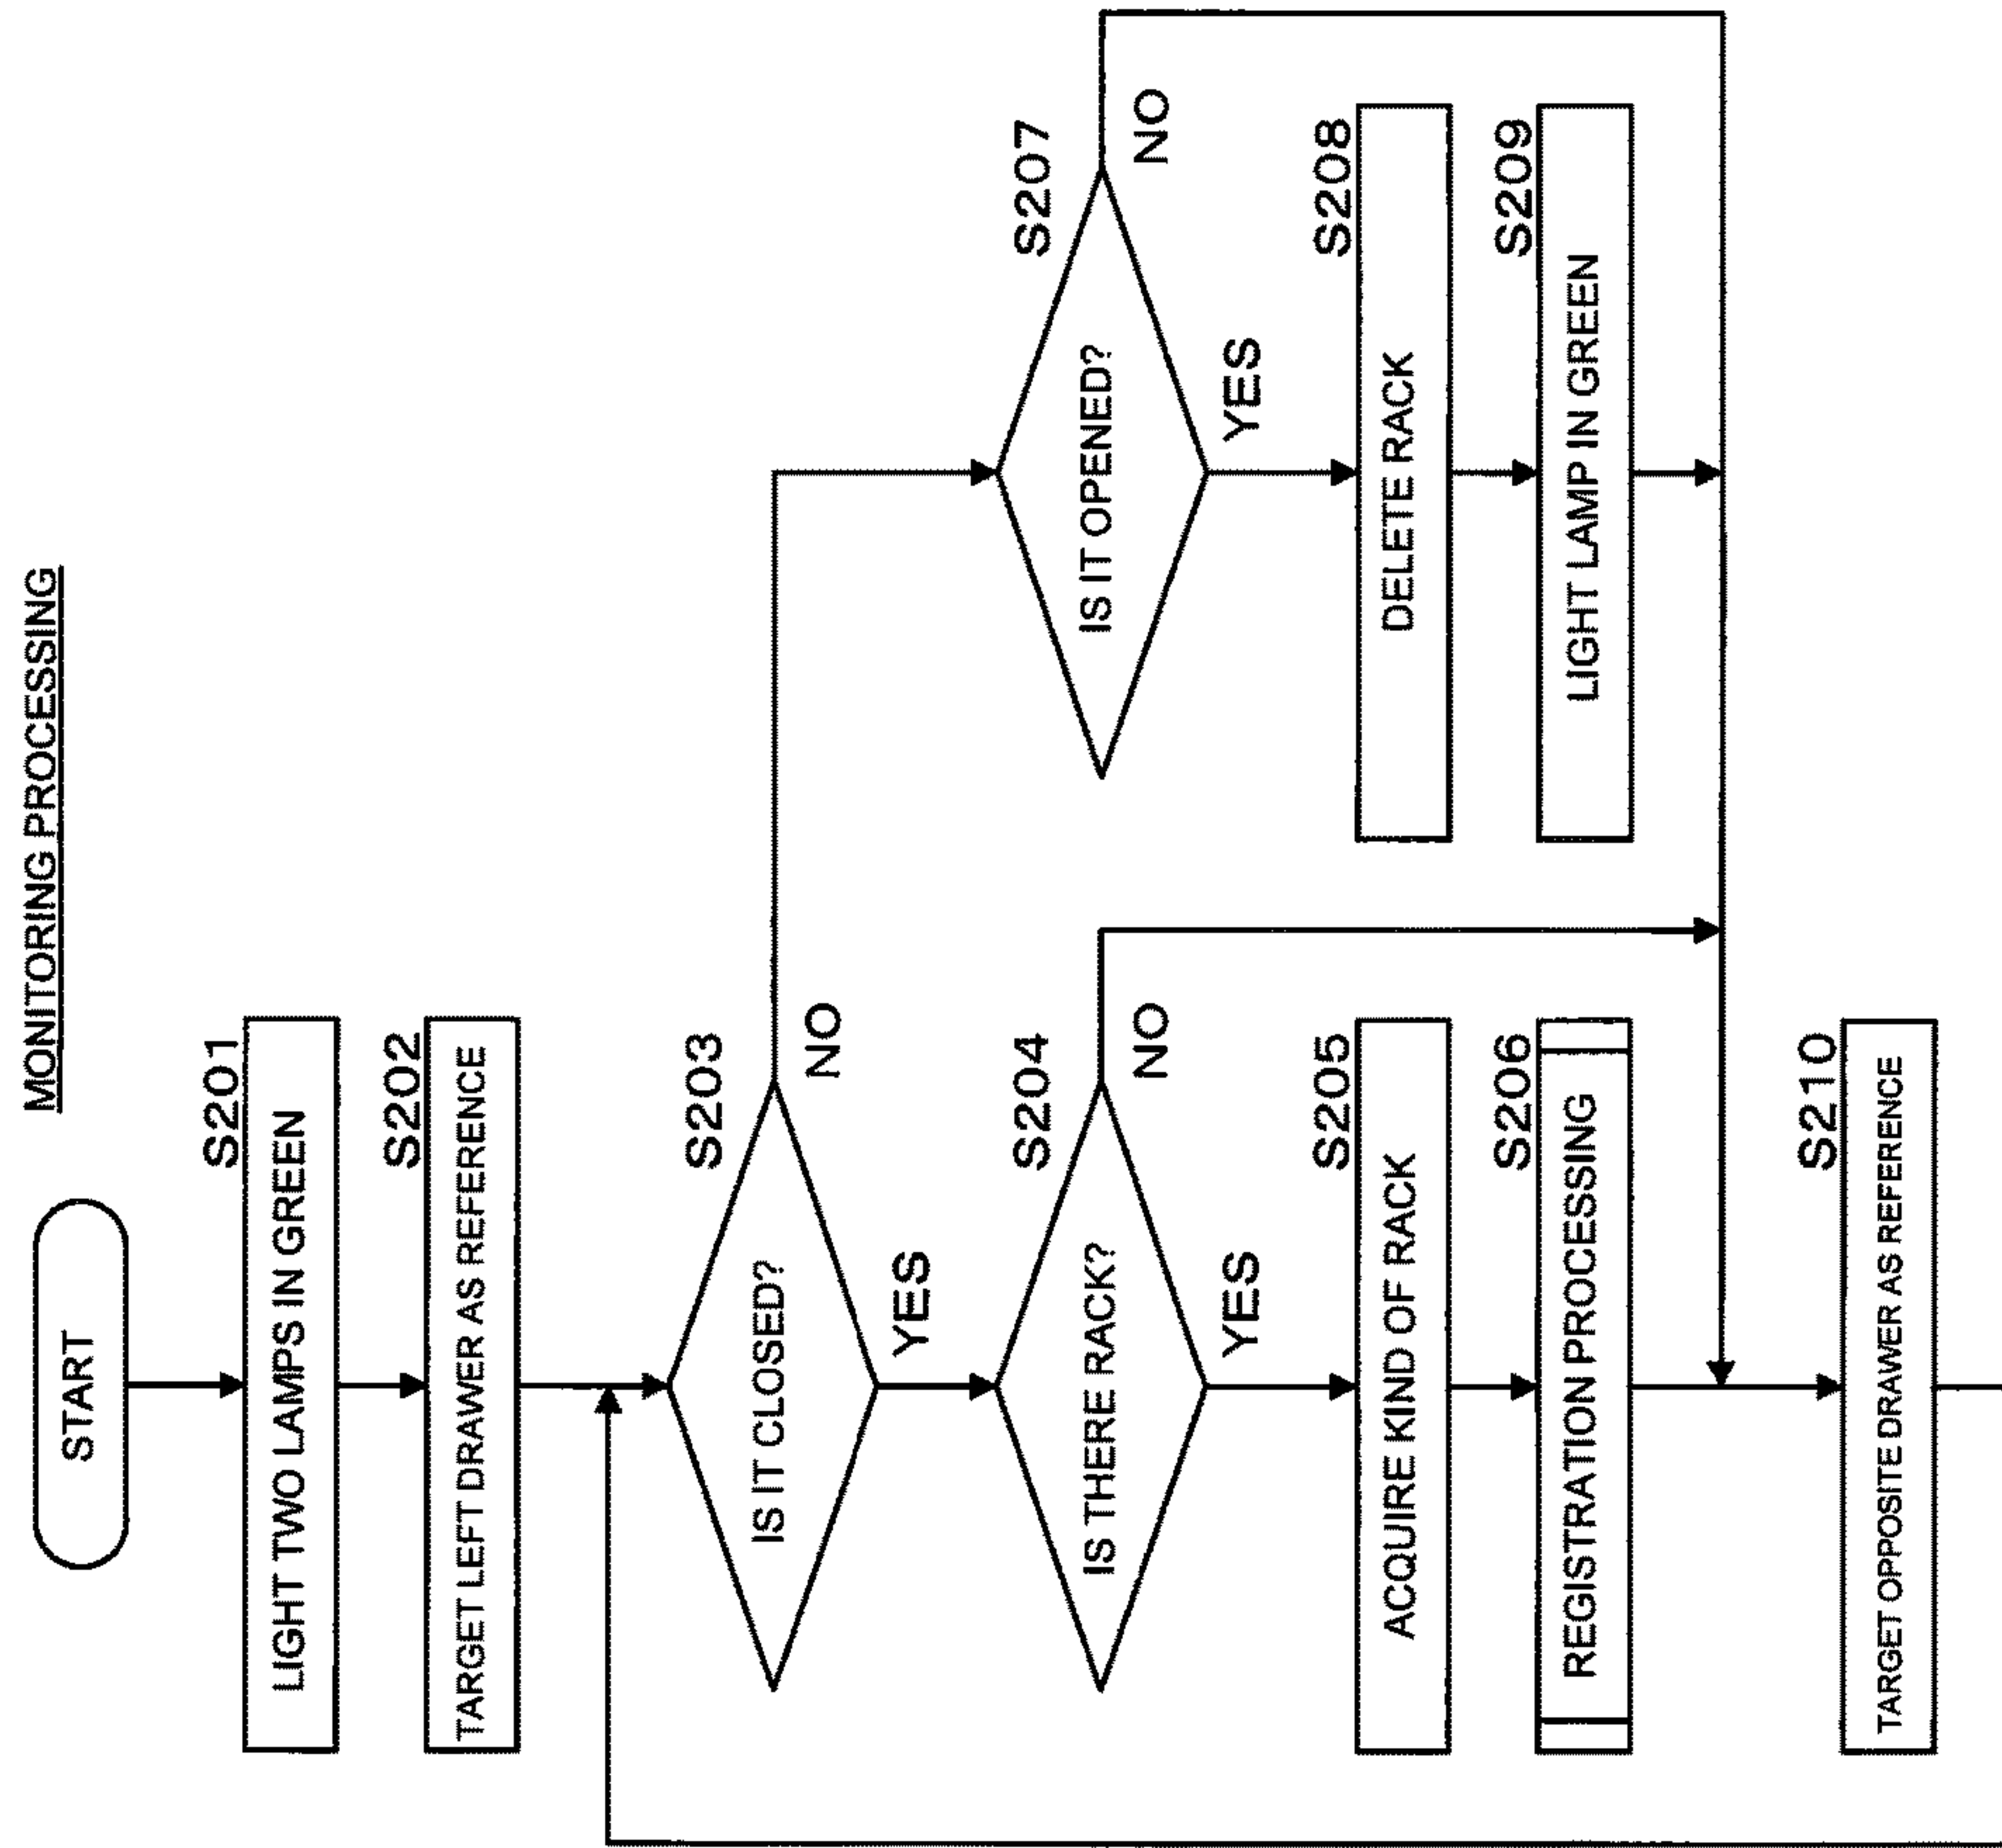 MONITORING PROCESSING
START
S201
LIGHT TWO LAMPS IN GREEN
S202
TARGET LEFT DRAWER AS REFERENCE
S203
IS IT CLOSED?
NO
YES
S204
IS THERE RACK?
NO
YES
S205
ACQUIRE KIND OF RACK
S206
REGISTRATION PROCESSING
S207
IS IT OPENED?
NO
YES
S208
DELETE RACK
S209
LIGHT LAMP IN GREEN
S210
TARGET OPPOSITE DRAWER AS REFERENCE